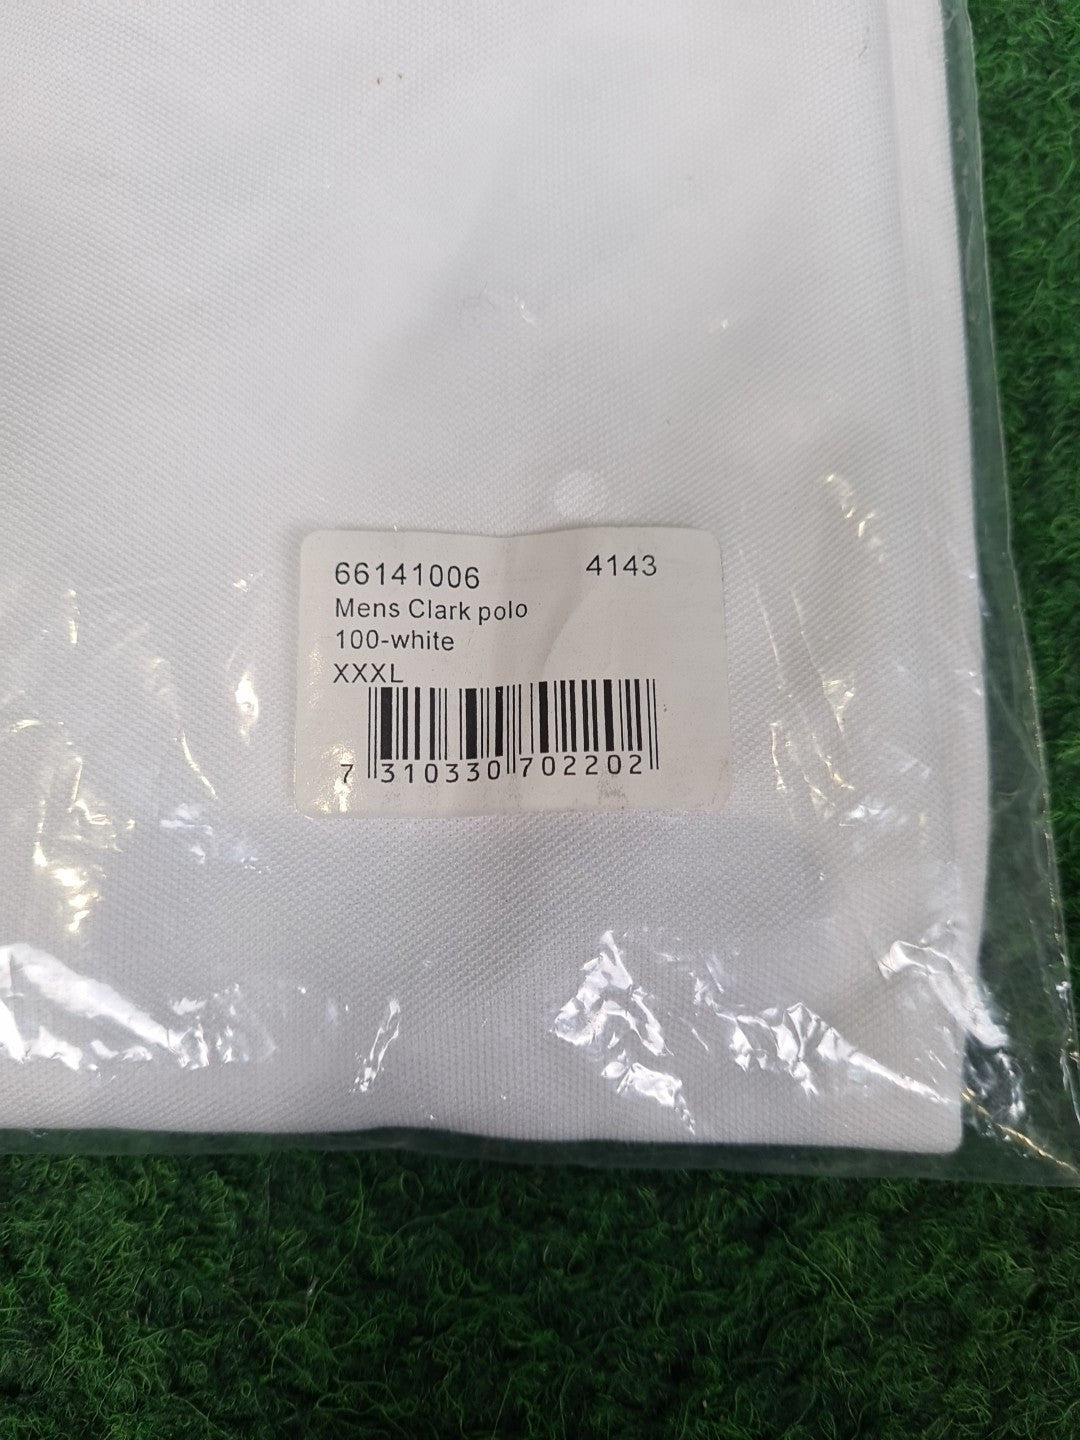 66141006 4143
Mens Clark polo
100-white
XXXL
7 310330 702202